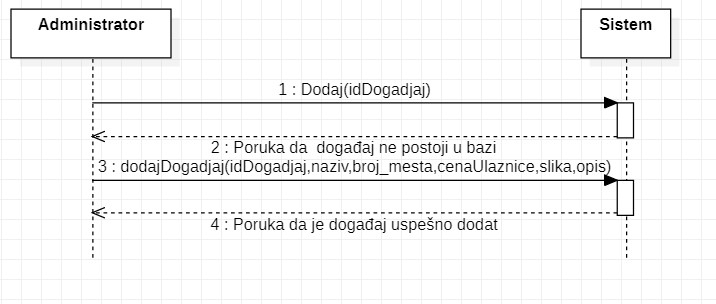 Administrator
Sistem
1 : Dodaj(idDogadjaj)
2 : Poruka da događaj ne postoji u bazi
3 : dodajDogadjaj(idDogadjaj,naziv,broj_mesta,cenaUlaznice,slika,opis)
4 : Poruka da je događaj uspešno dodat